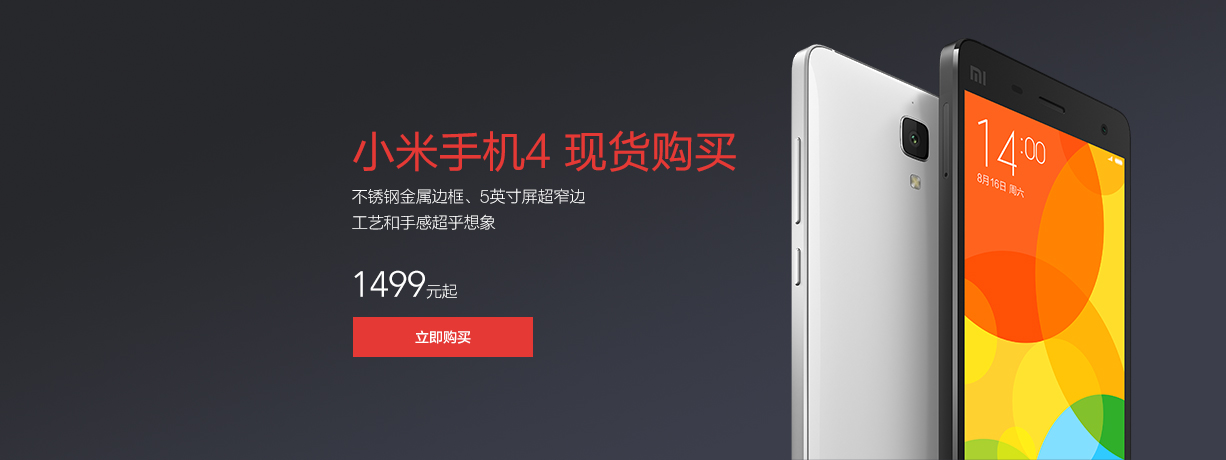 小米手机4 现货购买
不锈钢金属边框、5英寸屏超窄边
工艺和手感超乎想象
1499元起
立即购买
MI
14:00
8月16日 周六